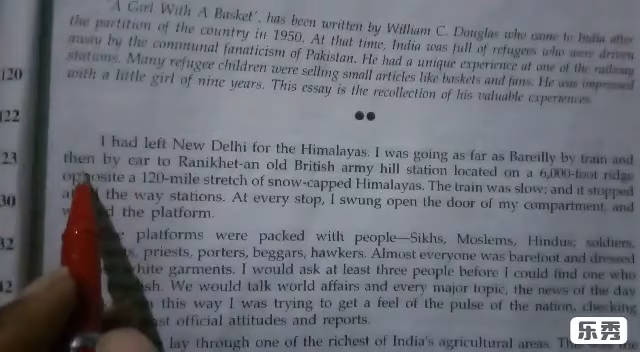 'A Girl With A Basket', has been written by William C. Douglas who came to India after
the partition of the country in 1950. At that time, India was full of refugees who were driven
away by the communal fanaticism of Pakistan. He had a unique experience at one of the railway
stations. Many refugee children were selling small articles like baskets and fans. He was impressed
with a little girl of nine years. This essay is the recollection of his valuable experiences.
120
122
I had left New Delhi for the Himalayas. I was going as far as Bareilly by train and
23
then by car to Ranikhet-an old British army hill station located on a 6,000-foot ridge
opposite a 120-mile stretch of snow-capped Himalayas. The train was slow; and it stopped
30
the way stations. At every stop, I swung open the door of my compartment, and
the platform.
32
platforms were packed with people—Sikhs, Moslems, Hindus; soldiers,
priests, porters, beggars, hawkers. Almost everyone was barefoot and dressed
white garments. I would ask at least three people before I could find one who
We would talk world affairs and every major topic, the news of the day
this way I was trying to get a feel of the pulse of the nation, checking
official attitudes and reports.
lay through one of the richest of India's agricultural areas.
乐秀